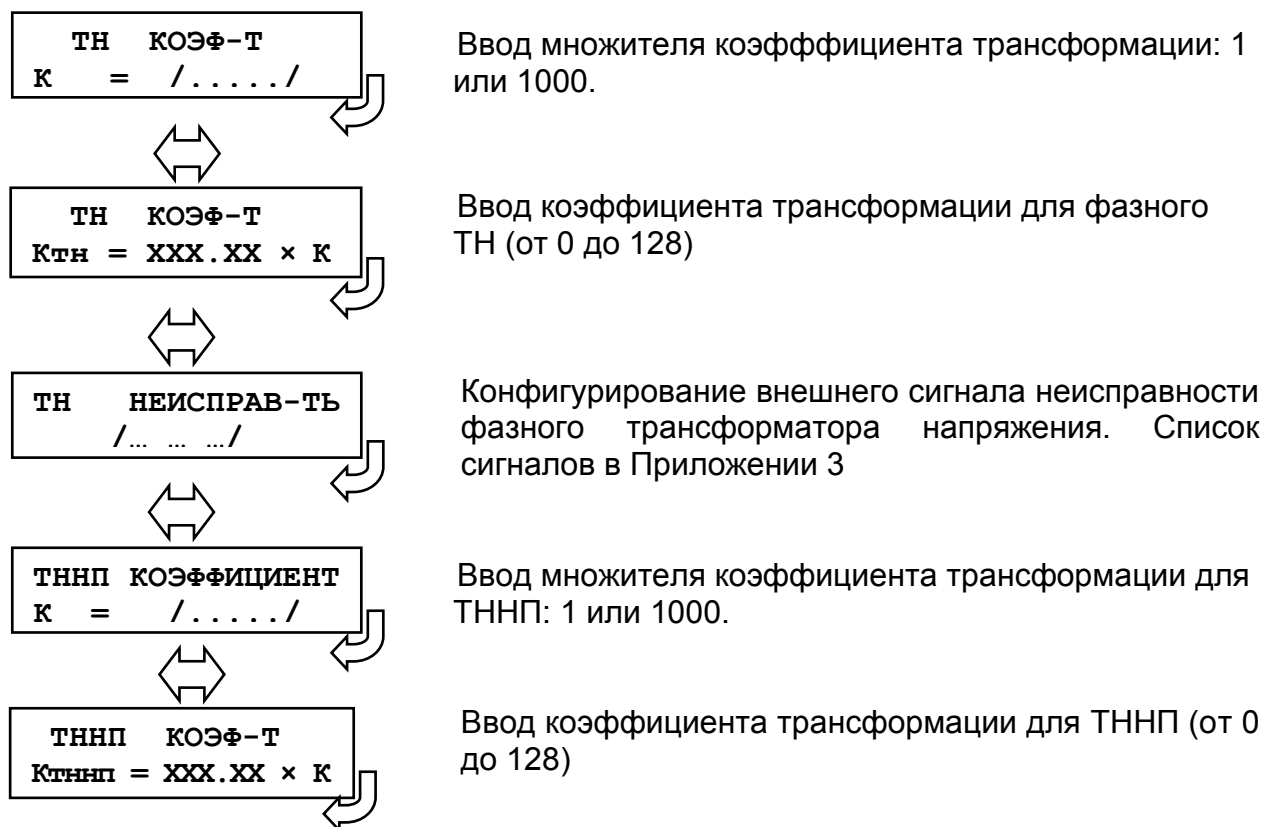 ТН КОЭФ-Т
К = /...../
Ввод множителя коэфффициента трансформации: 1
или 1000.
ТН КОЭФ-Т
Ктн = XXX.XX × К
Ввод коэффициента трансформации для фазного
ТН (от 0 до 128)
ТН НЕИСПРАВ-ТЬ
/… … …/
Конфигурирование внешнего сигнала неисправности
фазного трансформатора напряжения. Список
сигналов в Приложении 3
ТННП КОЭФФИЦИЕНТ
К = /...../
Ввод множителя коэффициента трансформации для
ТННП: 1 или 1000.
ТННП КОЭФ-Т
Ктннп = XXX.XX × К
Ввод коэффициента трансформации для ТННП (от 0
до 128)